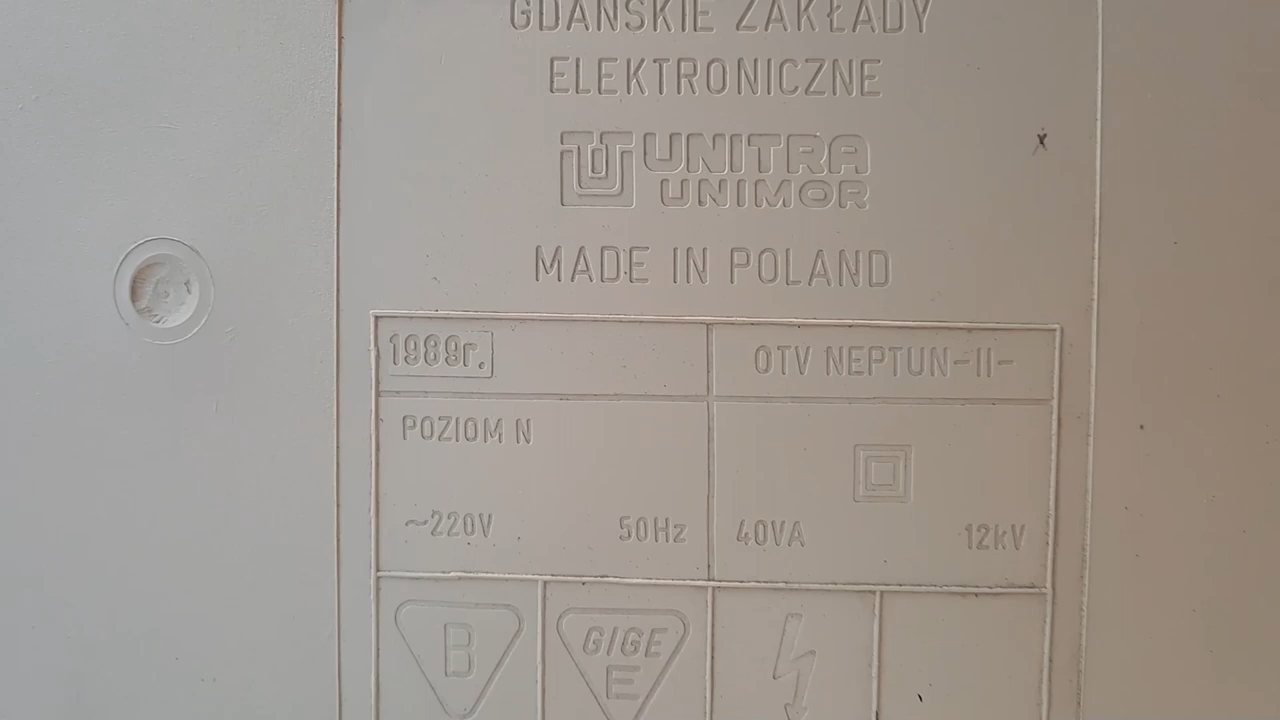 GDAŃSKIE ZAKŁADY
ELEKTRONICZNE
UNITRA
UNIMOR
MADE IN POLAND
1989r.
OTV NEPTUN-II-
POZIOM N
~220V 50Hz 40VA 12kV
B
GIGE
E